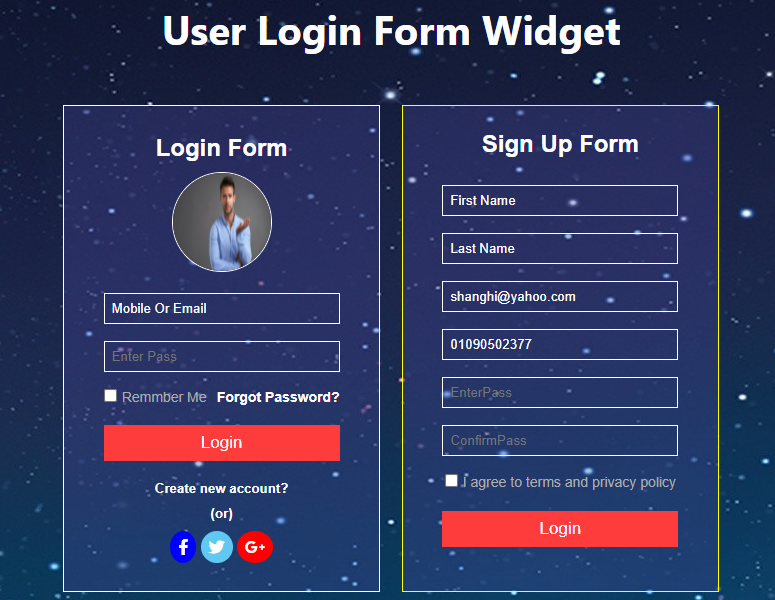 User Login Form Widget
Login Form
Mobile Or Email
Enter Pass
Remmber Me Forgot Password?
Login
Create new account?
(or)
f
G+
Sign Up Form
First Name
Last Name
shanghi@yahoo.com
01090502377
EnterPass
ConfirmPass
I agree to terms and privacy policy
Login